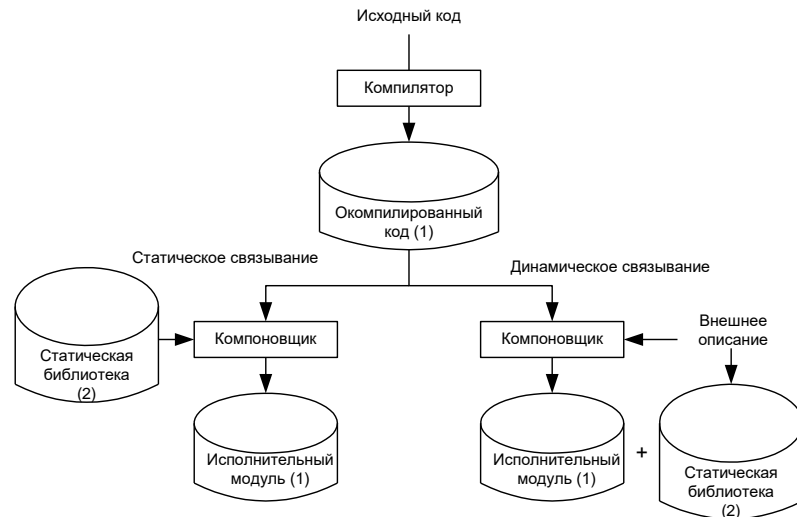 Исходный код
Компилятор
Окомпилированный
код (1)
Статическое связывание
Динамическое связывание
Статическая
библиотека
(2)
Компоновщик
Компоновщик
Внешнее
описание
Исполнительный
модуль (1)
Исполнительный
модуль (1)
+
Статическая
библиотека
(2)